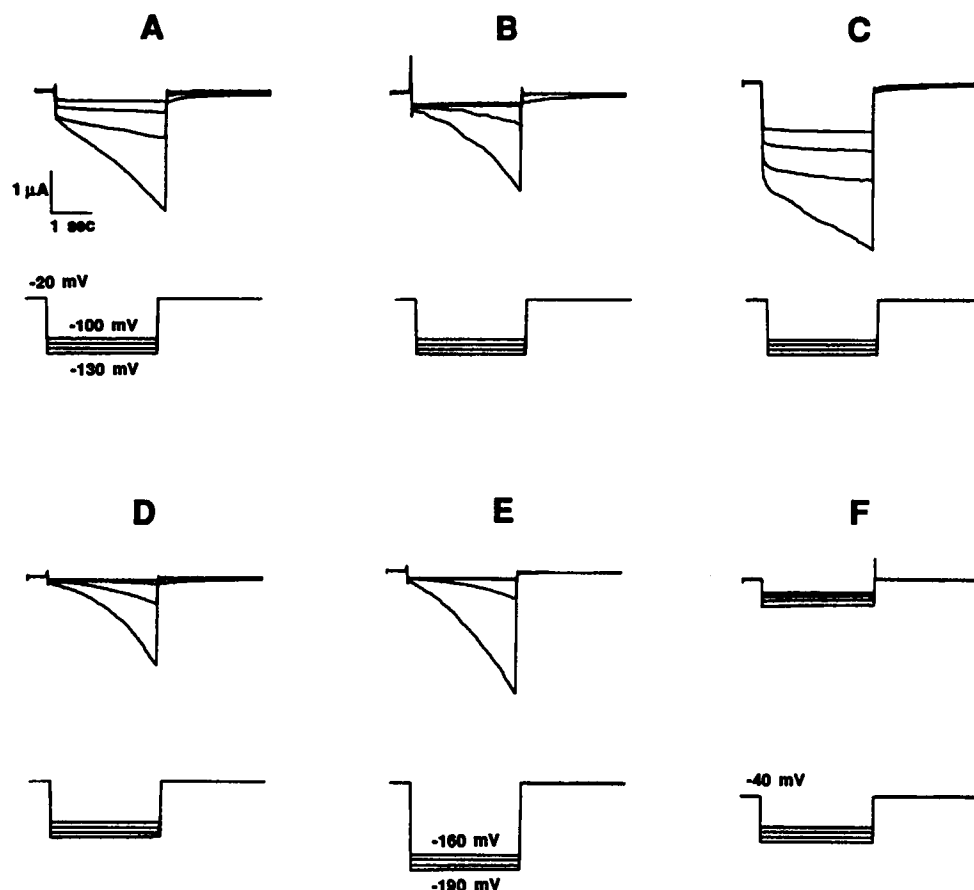 A
B
C
1 μA
1 sec
-20 mV
-100 mV
-130 mV
D
E
F
-40 mV
-160 mV
-190 mV